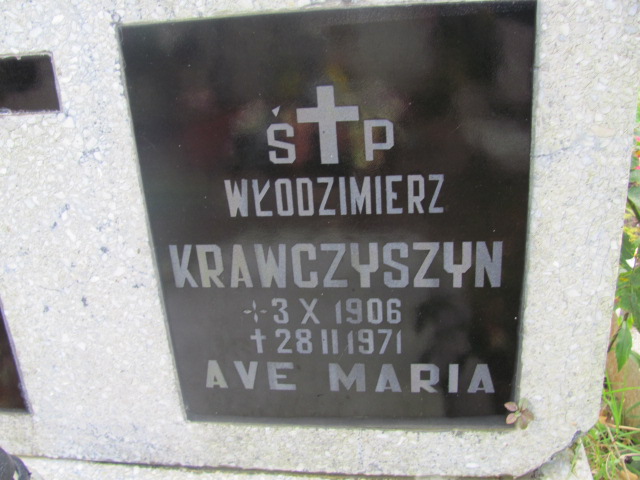 Ś P
WŁODZIMIERZ
KRAWCZYSZYN
3 X 1906
✝ 28 II 1971
AVE MARIA